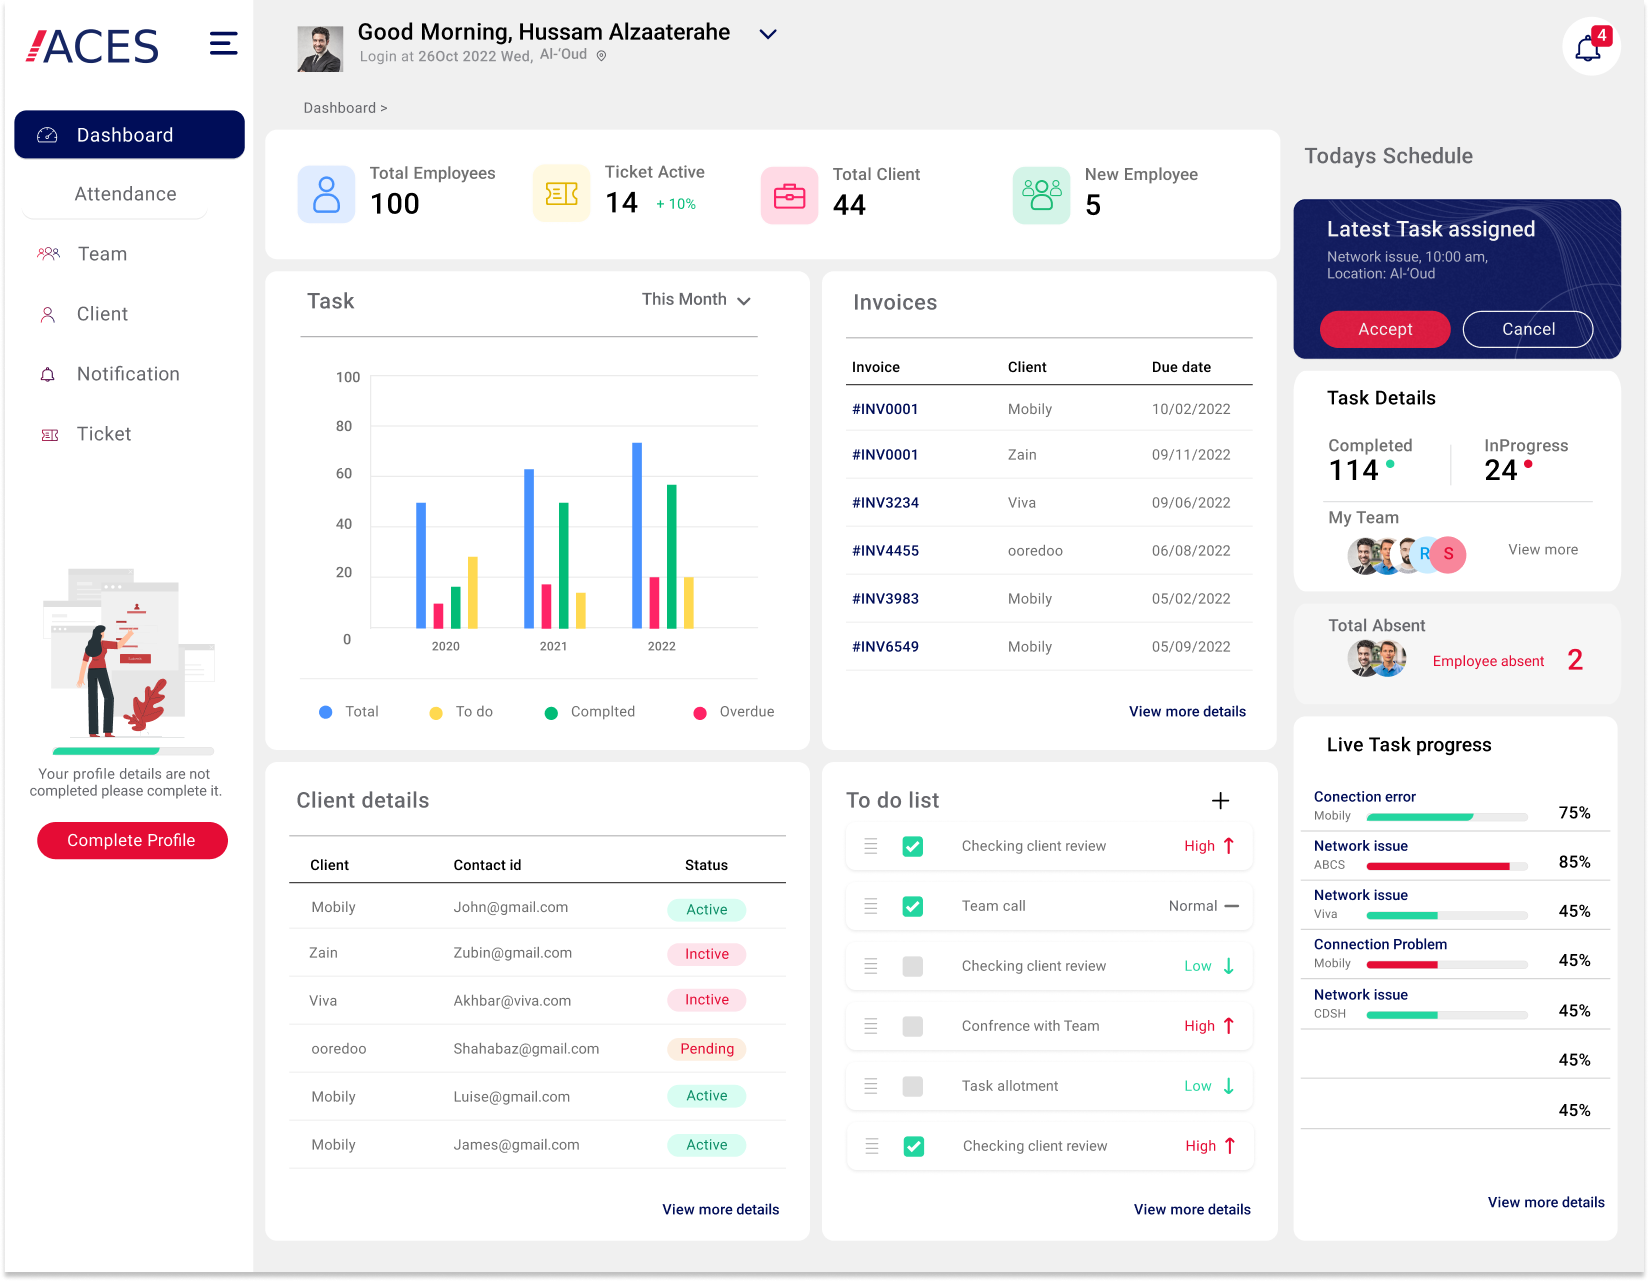 ACES
Dashboard
Attendance
Team
Client
Notification
Ticket
Your profile details are not
completed please complete it.
Complete Profile
Good Morning, Hussam Alzaaterahe
Login at 26Oct 2022 Wed, Al-‘Oud
4
Dashboard >
Total Employees
100
Ticket Active
14 + 10%
Total Client
44
New Employee
5
Task
This Month
100
80
60
40
20
0
2020 2021 2022
Total To do Complted Overdue
Invoices
Invoice Client Due date
#INV0001 Mobily 10/02/2022
#INV0001 Zain 09/11/2022
#INV3234 Viva 09/06/2022
#INV4455 ooredoo 06/08/2022
#INV3983 Mobily 05/02/2022
#INV6549 Mobily 05/09/2022
View more details
Client details
Client Contact id Status
Mobily John@gmail.com Active
Zain Zubin@gmail.com Inctive
Viva Akhbar@viva.com Inctive
ooredoo Shahabaz@gmail.com Pending
Mobily Luise@gmail.com Active
Mobily James@gmail.com Active
View more details
To do list
Checking client review High
Team call Normal
Checking client review Low
Confrence with Team High
Task allotment Low
Checking client review High
View more details
Todays Schedule
Latest Task assigned
Network issue, 10:00 am,
Location: Al-‘Oud
Accept Cancel
Task Details
Completed InProgress
114 24
My Team
R S
View more
Total Absent
Employee absent 2
Live Task progress
Conection error
Mobily 75%
Network issue
ABCS 85%
Network issue
Viva 45%
Connection Problem
Mobily 45%
Network issue
CDSH 45%
45%
45%
View more details